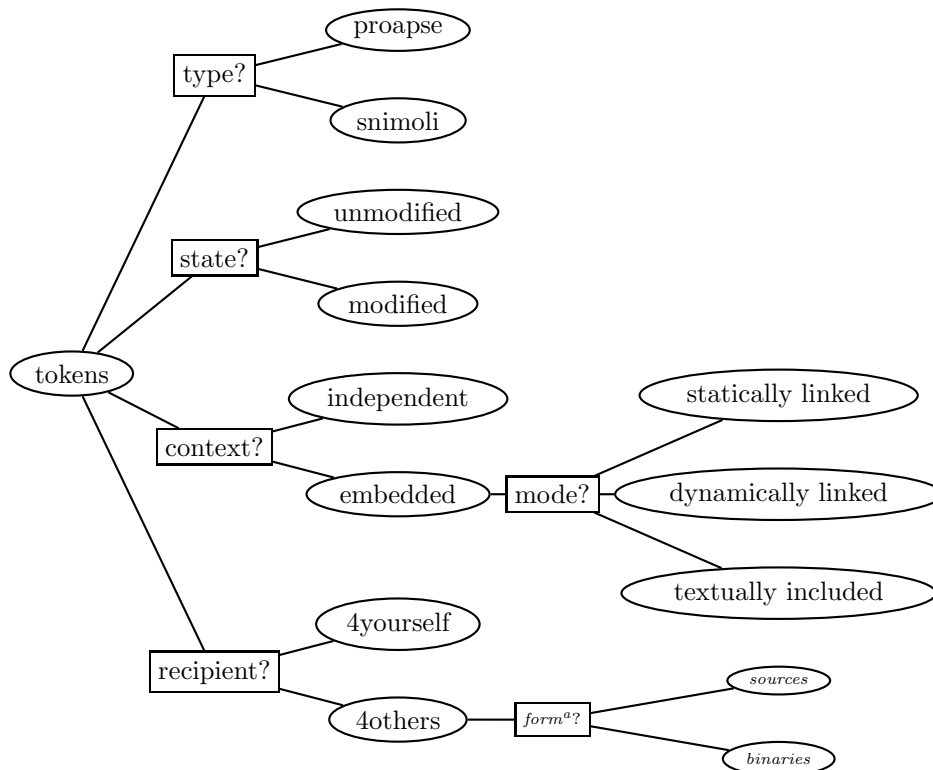 proapse
type?
snimoli
unmodified
state?
modified
tokens
independent
statically linked
context?
embedded
mode?
dynamically linked
textually included
4yourself
recipient?
sources
4others
form^a?
binaries